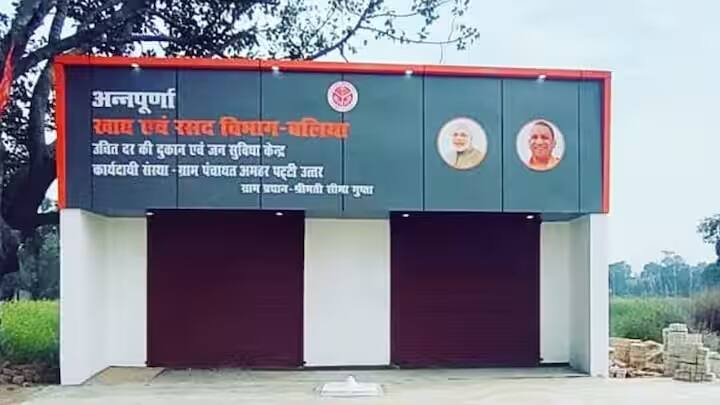 अन्नपूर्णा
खाद्य एवं रसद विभाग-बलिया
उचित दर की दुकान एवं जन सुविधा केन्द्र
कार्यदायी संस्था - ग्राम पंचायत अमहर पट्टी उत्तर
ग्राम प्रधान-श्रीमती सीमा गुप्ता